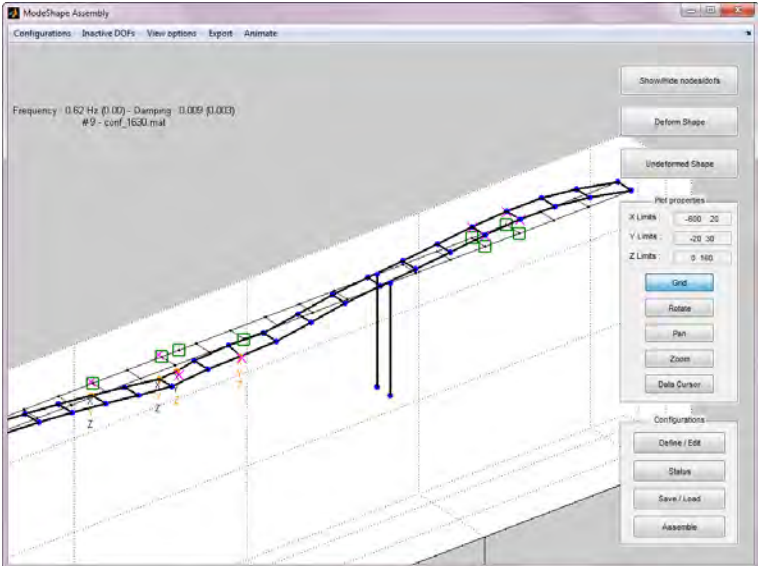 ModeShape Assembly
Configurations Inactive DOFs View options Export Animate
Frequency : 0.62 Hz (0.00) - Damping : 0.009 (0.003)
#9 - conf_1630.mat
Show/Hide nodes/dofs
Deform Shape
Undeformed Shape
Plot properties
X Limits : -600 20
Y Limits : -20 30
Z Limits : 0 160
Grid
Rotate
Pan
Zoom
Data Cursor
Configurations
Define / Edit
Status
Save / Load
Assemble
Z
Z
Z